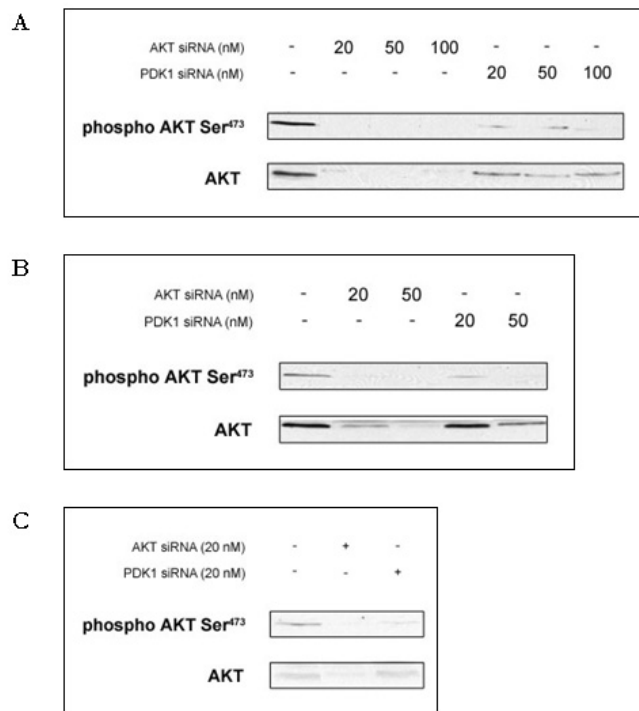 A
AKT siRNA (nM) - 20 50 100 - - -
PDK1 siRNA (nM) - - - - 20 50 100
phospho AKT Ser473
AKT
B
AKT siRNA (nM) - 20 50 - -
PDK1 siRNA (nM) - - - 20 50
phospho AKT Ser473
AKT
C
AKT siRNA (20 nM) - + -
PDK1 siRNA (20 nM) - - +
phospho AKT Ser473
AKT